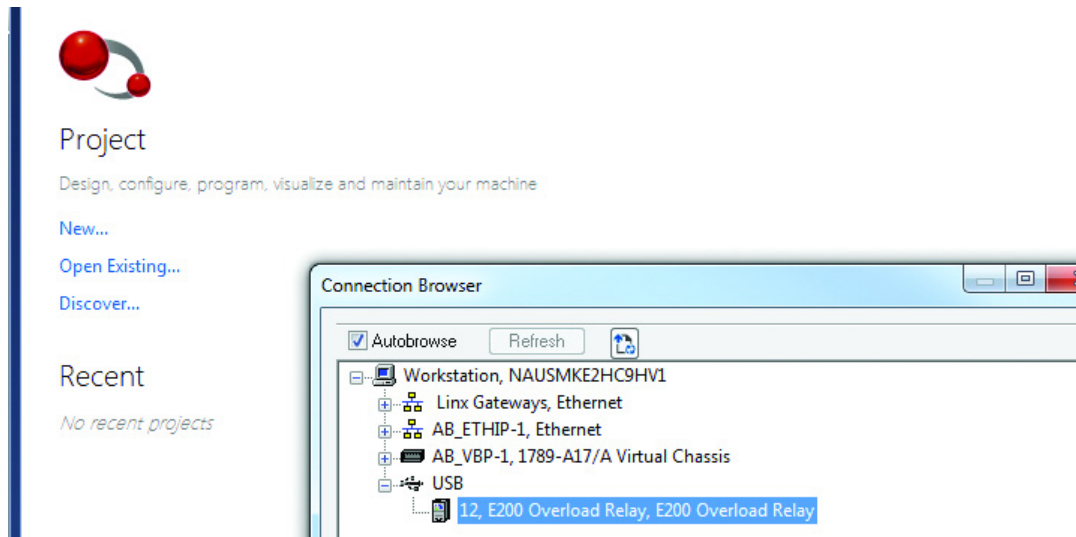 Project
Design, configure, program, visualize and maintain your machine
New...
Open Existing...
Discover...
Recent
No recent projects
Connection Browser
Autobrowse
Refresh
Workstation, NAUSMKE2HC9HV1
Linx Gateways, Ethernet
AB_ETHIP-1, Ethernet
AB_VBP-1, 1789-A17/A Virtual Chassis
USB
12, E200 Overload Relay, E200 Overload Relay